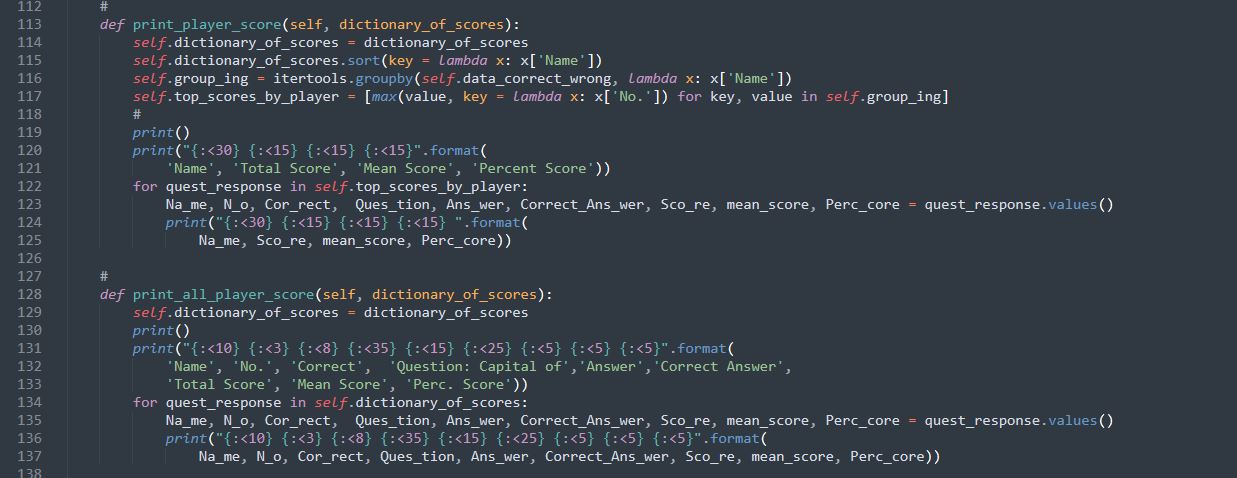 112 #
113 def print_player_score(self, dictionary_of_scores):
114 self.dictionary_of_scores = dictionary_of_scores
115 self.dictionary_of_scores.sort(key = lambda x: x['Name'])
116 self.group_ing = itertools.groupby(self.data_correct_wrong, lambda x: x['Name'])
117 self.top_scores_by_player = [max(value, key = lambda x: x['No.']) for key, value in self.group_ing]
118 #
119 print()
120 print("{:<30} {:<15} {:<15} {:<15}".format(
121 'Name', 'Total Score', 'Mean Score', 'Percent Score'))
122 for quest_response in self.top_scores_by_player:
123 Na_me, N_o, Cor_rect,  Ques_tion, Ans_wer, Correct_Ans_wer, Sco_re, mean_score, Perc_core = quest_response.values()
124 print("{:<30} {:<15} {:<15} {:<15} ".format(
125 Na_me, Sco_re, mean_score, Perc_core))
126
127 #
128 def print_all_player_score(self, dictionary_of_scores):
129 self.dictionary_of_scores = dictionary_of_scores
130 print()
131 print("{:<10} {:<3} {:<8} {:<35} {:<15} {:<25} {:<5} {:<5} {:<5}".format(
132 'Name', 'No.', 'Correct',  'Question: Capital of','Answer','Correct Answer',
133 'Total Score', 'Mean Score', 'Perc. Score'))
134 for quest_response in self.dictionary_of_scores:
135 Na_me, N_o, Cor_rect,  Ques_tion, Ans_wer, Correct_Ans_wer, Sco_re, mean_score, Perc_core = quest_response.values()
136 print("{:<10} {:<3} {:<8} {:<35} {:<15} {:<25} {:<5} {:<5} {:<5}".format(
137 Na_me, N_o, Cor_rect, Ques_tion, Ans_wer, Correct_Ans_wer, Sco_re, mean_score, Perc_core))
138